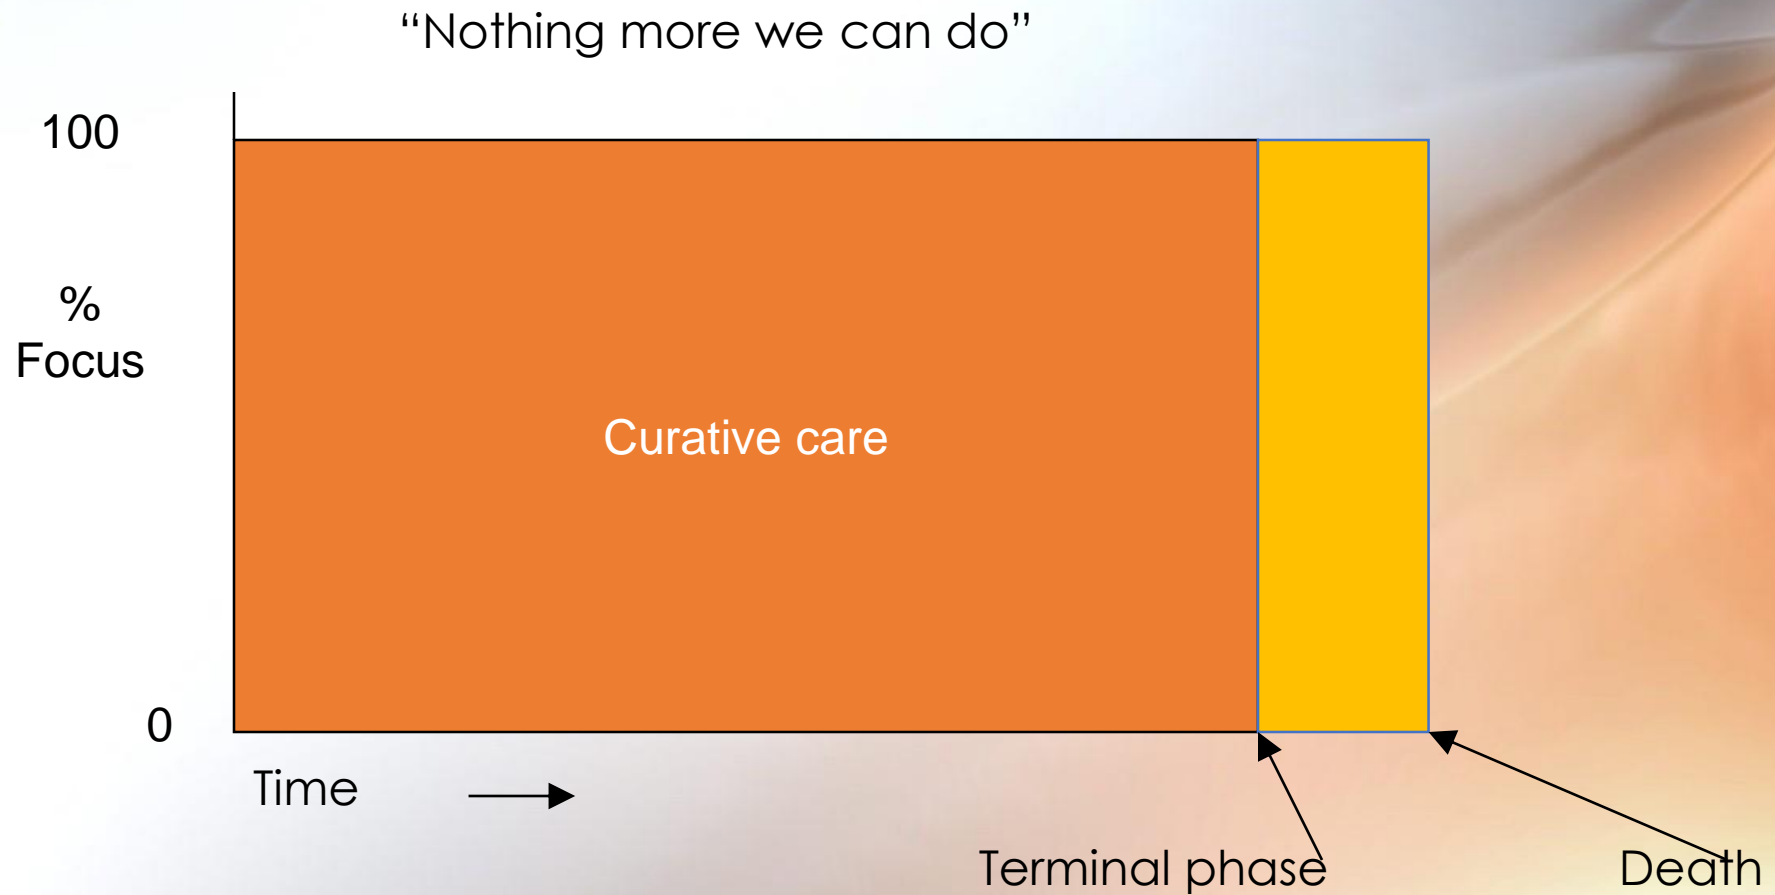 “Nothing more we can do”
100
%
Focus
Curative care
0
Time
Terminal phase
Death